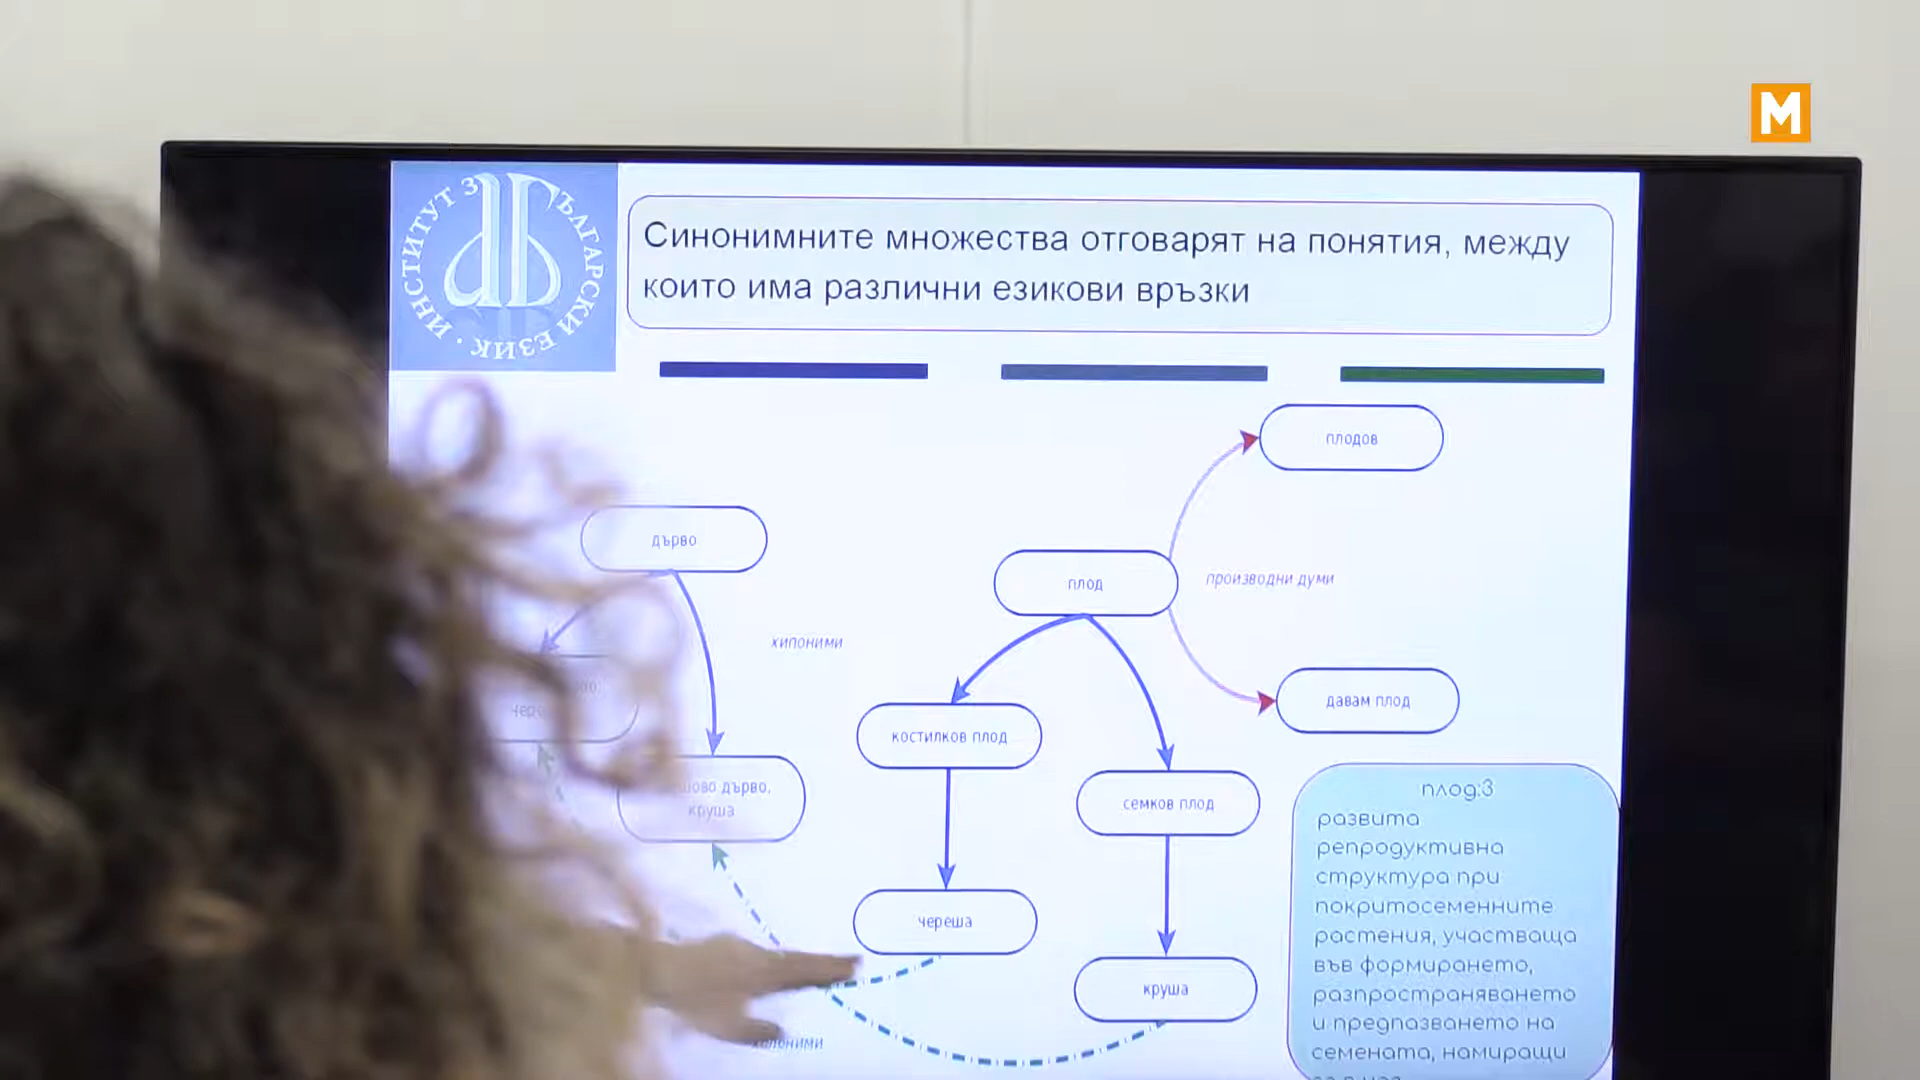 M
ИНСТИТУТ ЗА БЪЛГАРСКИ ЕЗИК
Синонимните множества отговарят на понятия, между
които има различни езикови връзки
плодов
дърво
плод
производни думи
хипоними
давам плод
костилков плод
семков плод
дърво,
круша
череша
круша
плод:3
развита
репродуктивна
структура при
покритосеменните
растения, участваща
във формирането,
разпространяването
и предпазването на
семената, намиращи